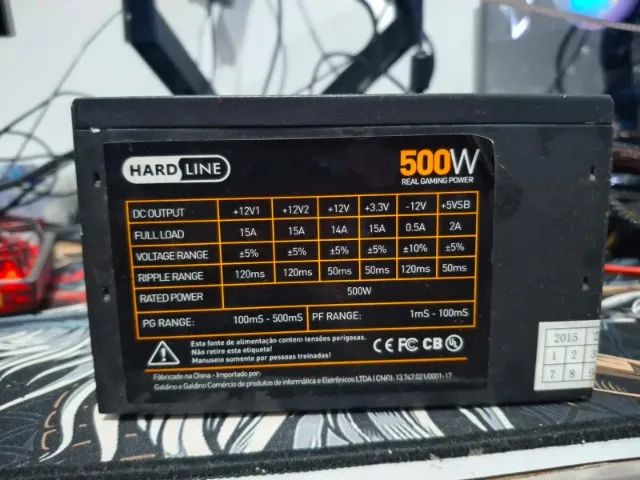 HARD LINE
500W
REAL GAMING POWER
DC OUTPUT +12V1 +12V2 +12V +3.3V -12V +5VSB
FULL LOAD 15A 15A 14A 15A 0.5A 2A
VOLTAGE RANGE ±5% ±5% ±5% ±5% ±10% ±5%
RIPPLE RANGE 120ms 120ms 50ms 50ms 120ms 50ms
RATED POWER 500W
PG RANGE: 100mS - 500mS PF RANGE: 1mS - 100mS
Esta fonte de alimentação contem tensões perigosas.
Não retire esta etiqueta!
Manuseio somente por pessoas treinadas!
CE FC CB UL
Fábricado na China - Importado por:
Galdino e Galdino Comércio de produtos de informática e Eletrônicos LTDA | CNPJ. 13.747.021/0001-17
2015
1 2 3
7 8 9